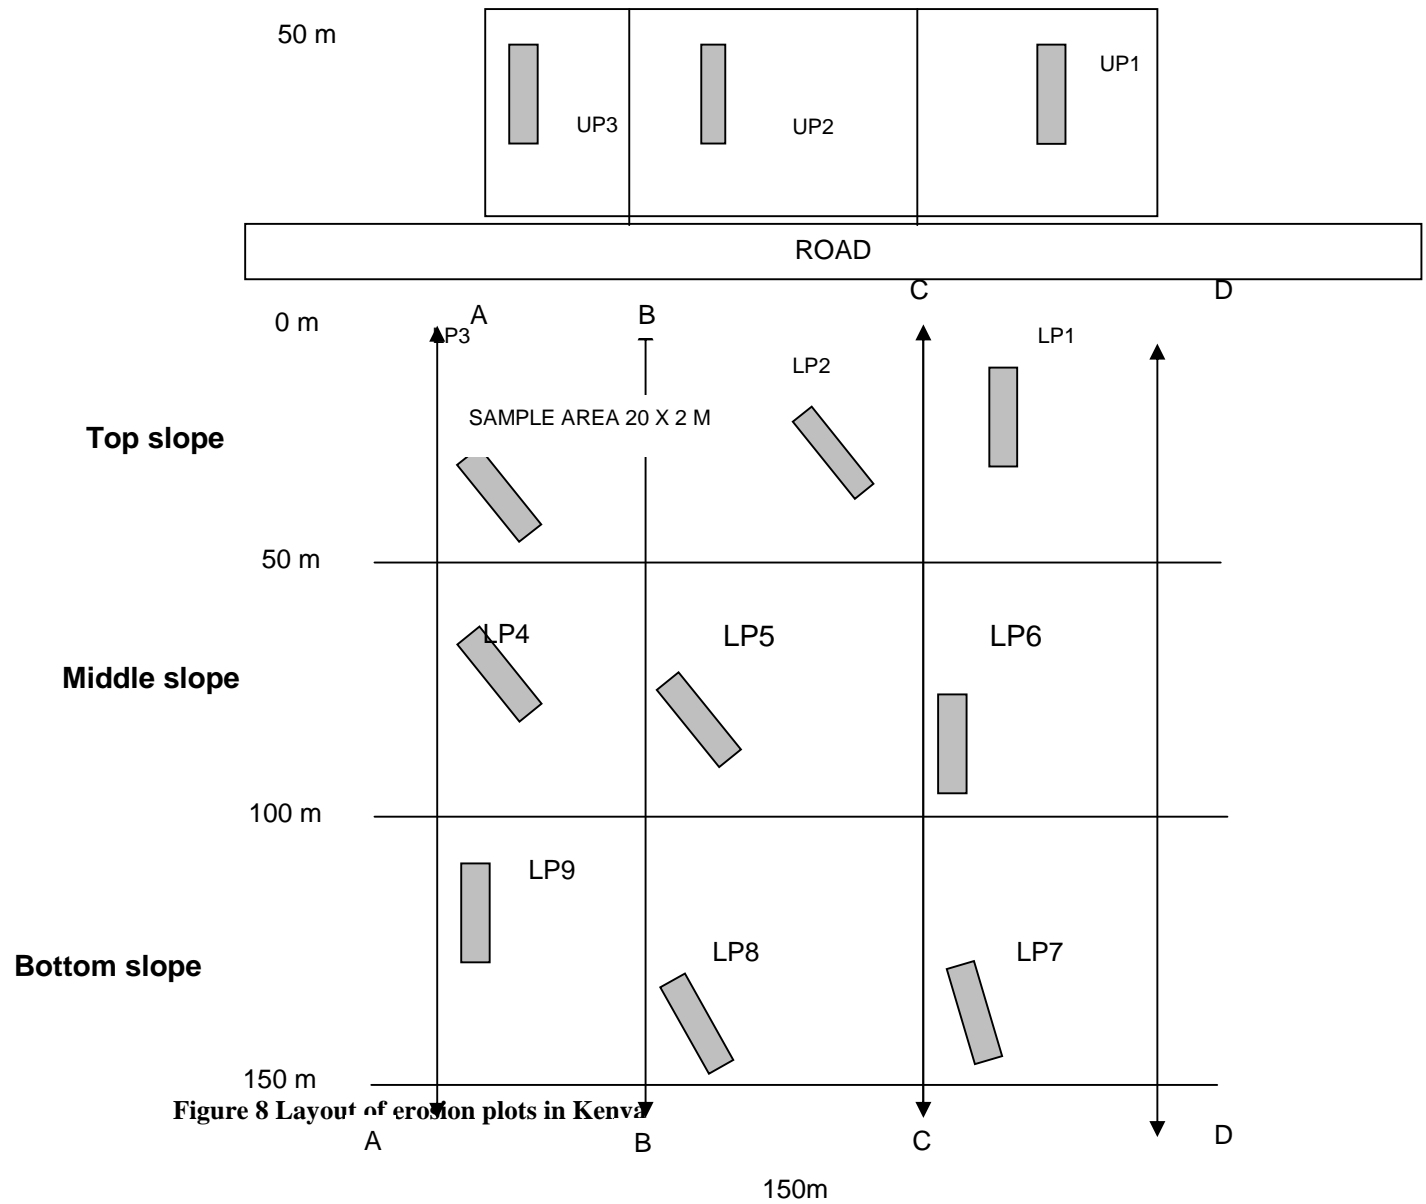 50 m
UP1
UP3
UP2
ROAD
C
D
0 m
A
B
LP3
LP1
LP2
SAMPLE AREA 20 X 2 M
Top slope
50 m
LP4
LP5
LP6
Middle slope
100 m
LP9
LP8
LP7
Bottom slope
150 m
Figure 8 Layout of erosion plots in Kenya
A
B
C
D
150m